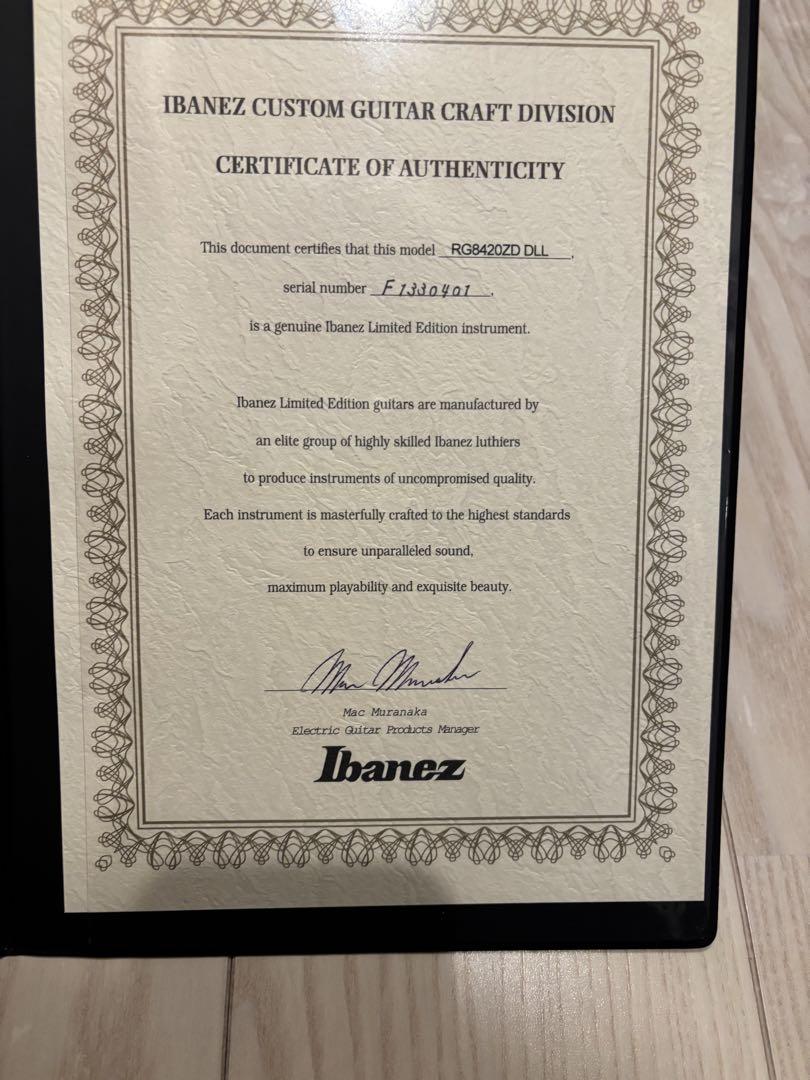 IBANEZ CUSTOM GUITAR CRAFT DIVISION
CERTIFICATE OF AUTHENTICITY
This document certifies that this model RG8420ZD DLL,
serial number F1330401,
is a genuine Ibanez Limited Edition instrument.
Ibanez Limited Edition guitars are manufactured by
an elite group of highly skilled Ibanez luthiers
to produce instruments of uncompromised quality.
Each instrument is masterfully crafted to the highest standards
to ensure unparalleled sound,
maximum playability and exquisite beauty.
Mac Muranaka
Mac Muranaka
Electric Guitar Products Manager
Ibanez